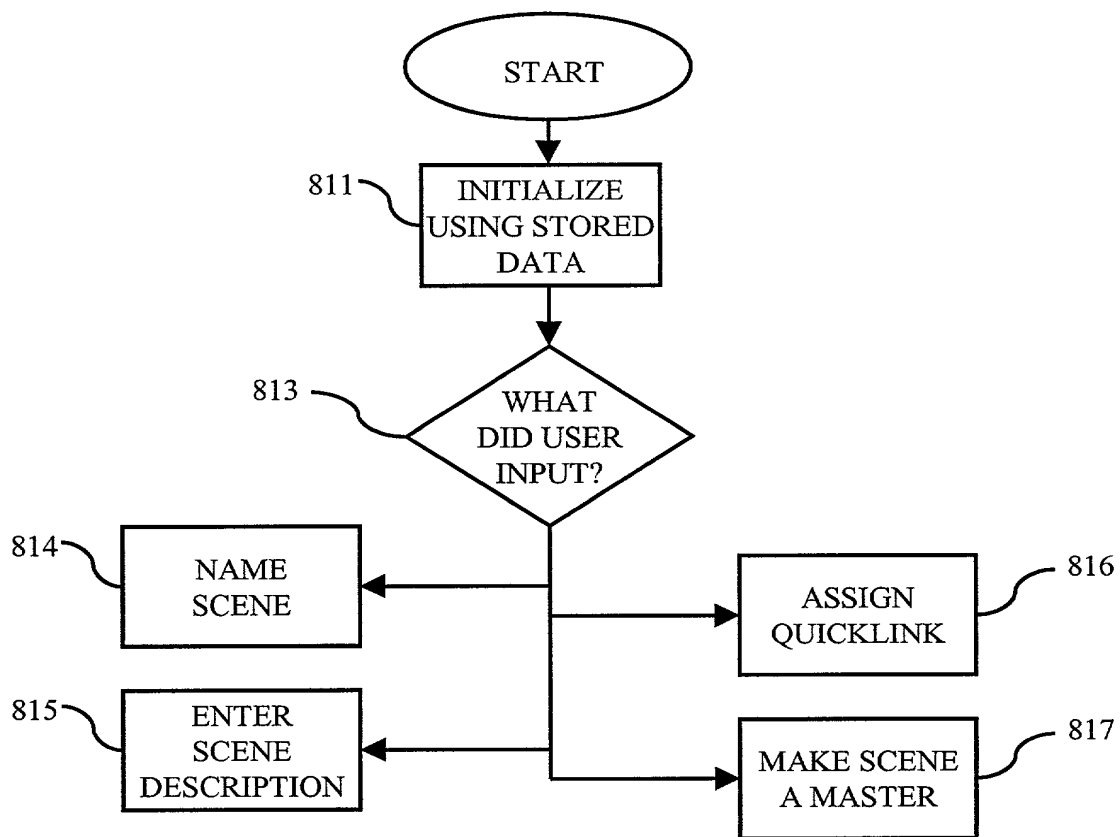 START
811
INITIALIZE
USING STORED
DATA
813
WHAT
DID USER
INPUT?
814
NAME
SCENE
816
ASSIGN
QUICKLINK
815
ENTER
SCENE
DESCRIPTION
817
MAKE SCENE
A MASTER